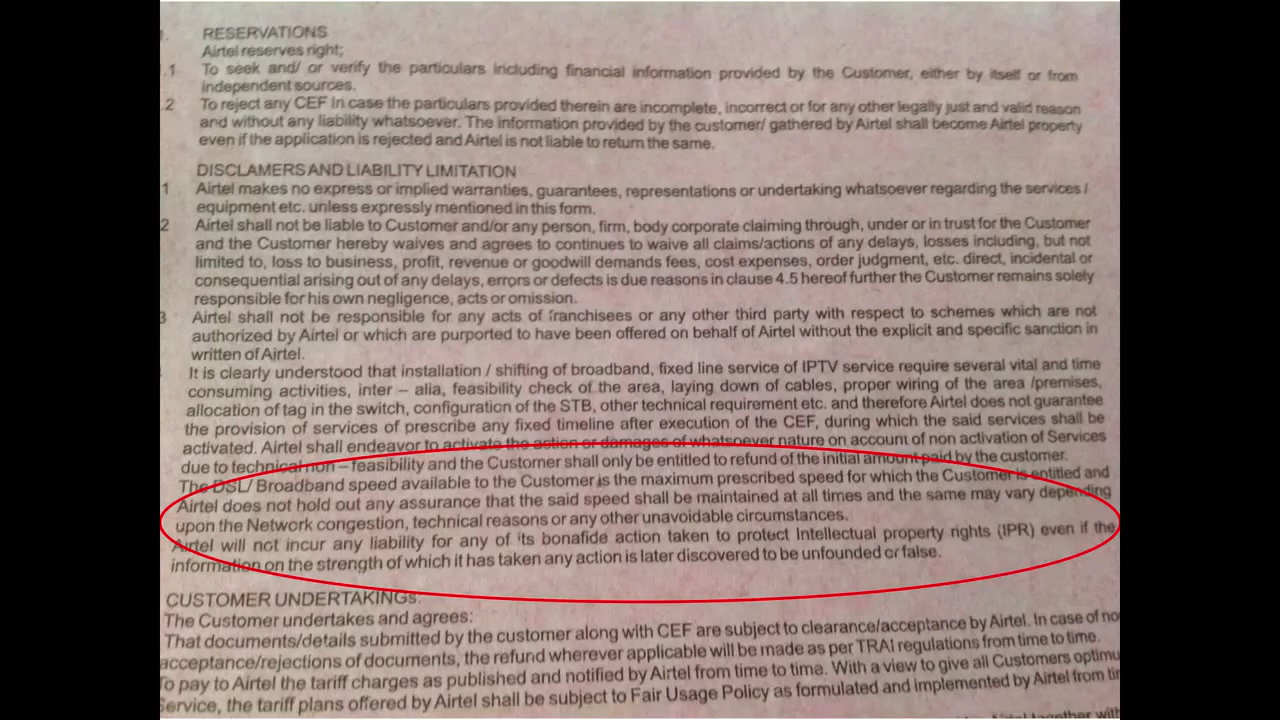 RESERVATIONS
Airtel reserves right;
.1 To seek and/ or verify the particulars including financial information provided by the Customer, either by itself or from
independent sources.
.2 To reject any CEF in case the particulars provided therein are incomplete, incorrect or for any other legally just and valid reason
and without any liability whatsoever. The information provided by the customer/ gathered by Airtel shall become Airtel property
even if the application is rejected and Airtel is not liable to return the same.
DISCLAMERS AND LIABILITY LIMITATION
1 Airtel makes no express or implied warranties, guarantees, representations or undertaking whatsoever regarding the services /
equipment etc. unless expressly mentioned in this form.
2 Airtel shall not be liable to Customer and/or any person, firm, body corporate claiming through, under or in trust for the Customer
and the Customer hereby waives and agrees to continues to waive all claims/actions of any delays, losses including, but not
limited to, loss to business, profit, revenue or goodwill demands fees, cost expenses, order judgment, etc. direct, incidental or
consequential arising out of any delays, errors or defects is due reasons in clause 4.5 hereof further the Customer remains solely
responsible for his own negligence, acts or omission.
3 Airtel shall not be responsible for any acts of franchisees or any other third party with respect to schemes which are not
authorized by Airtel or which are purported to have been offered on behalf of Airtel without the explicit and specific sanction in
written of Airtel.
It is clearly understood that installation / shifting of broadband, fixed line service of IPTV service require several vital and time
consuming activities, inter – alia, feasibility check of the area, laying down of cables, proper wiring of the area /premises,
allocation of tag in the switch, configuration of the STB, other technical requirement etc. and therefore Airtel does not guarantee
the provision of services of prescribe any fixed timeline after execution of the CEF, during which the said services shall be
activated. Airtel shall endeavor to activate the action or damages of whatsoever nature on account of non activation of Services
due to technical non – feasibility and the Customer shall only be entitled to refund of the initial amount paid by the customer.
The DSL/ Broadband speed available to the Customer is the maximum prescribed speed for which the Customer is entitled and
Airtel does not hold out any assurance that the said speed shall be maintained at all times and the same may vary depending
upon the Network congestion, technical reasons or any other unavoidable circumstances.
Airtel will not incur any liability for any of its bonafide action taken to protect Intellectual property rights (IPR) even if the
information on the strength of which it has taken any action is later discovered to be unfounded or false.
CUSTOMER UNDERTAKINGS:
The Customer undertakes and agrees:
That documents/details submitted by the customer along with CEF are subject to clearance/acceptance by Airtel. In case of no
acceptance/rejections of documents, the refund wherever applicable will be made as per TRAI regulations from time to time.
To pay to Airtel the tariff charges as published and notified by Airtel from time to time. With a view to give all Customers optimu
Service, the tariff plans offered by Airtel shall be subject to Fair Usage Policy as formulated and implemented by Airtel from tim